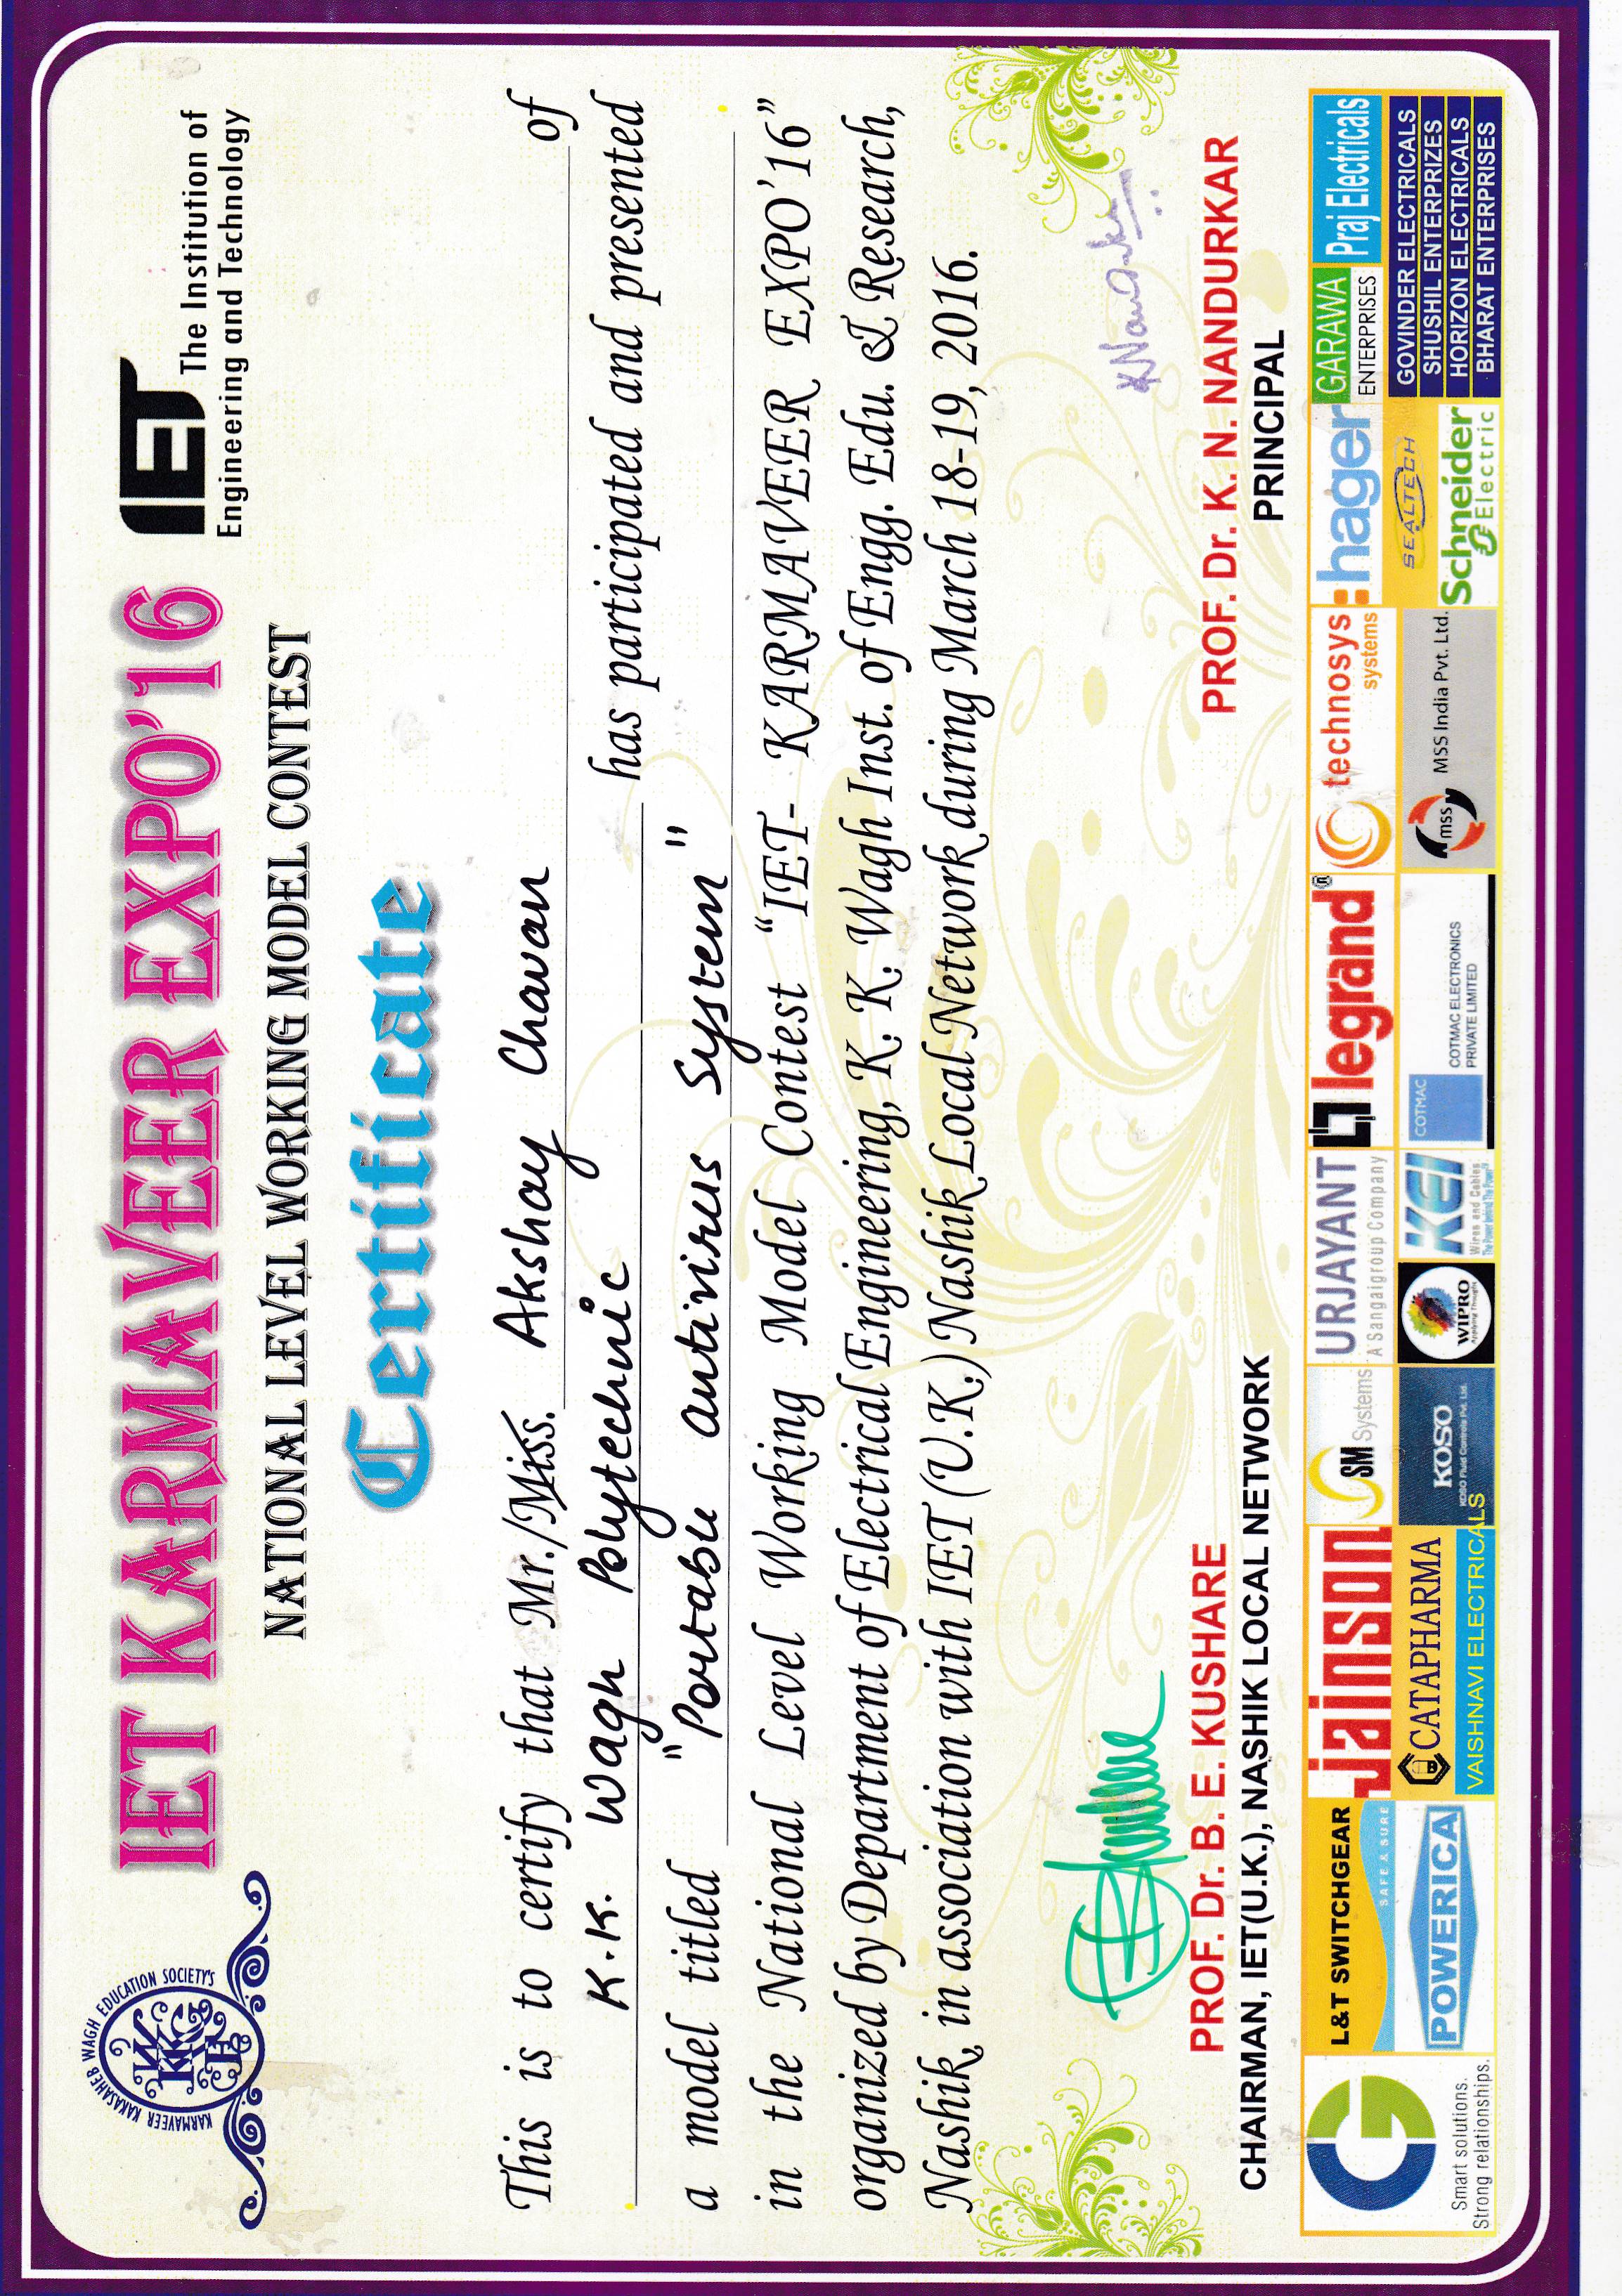 KARMAVEER KAKASAHEB WAGH EDUCATION SOCIETY'S
IET KARMAVEER EXPO'16
IET The Institution of
Engineering and Technology
NATIONAL LEVEL WORKING MODEL CONTEST
Certificate
This is to certify that Mr./Miss. Akshay Chavan of
K.K. Wagh Polytechnic has participated and presented
a model titled "Portable antivirus System"
in the National Level Working Model Contest “IET- KARMAVEER EXPO’16”
organized by Department of Electrical Engineering, K. K. Wagh Inst. of Engg. Edu. & Research,
Nashik, in association with IET (U.K.) Nashik Local Network during March 18-19, 2016.
KNandurkar
PROF. Dr. B. E. KUSHARE
CHAIRMAN, IET(U.K.), NASHIK LOCAL NETWORK
PROF. Dr. K. N. NANDURKAR
PRINCIPAL
Smart solutions.
Strong relationships.
L&T SWITCHGEAR
SAFE & SURE
POWERICA
Jainson
CATAPHARMA
VAISHNAVI ELECTRICALS
SM Systems
KOSO
KOSO Fluid Controls Pvt. Ltd.
URJAYANT
A Sangaigroup Company
WIPRO
Applying Thought
KEI
Wires and Cables
The Power behind The Power
legrand®
COTMAC
COTMAC ELECTRONICS
PRIVATE LIMITED
technosys
systems
mss
MSS India Pvt. Ltd.
:hager
SEALTECH
Schneider
Electric
GARAWA
ENTERPRISES
Praj Electricals
GOVINDER ELECTRICALS
SHUSHIL ENTERPRIZES
HORIZON ELECTRICALS
BHARAT ENTERPRISES